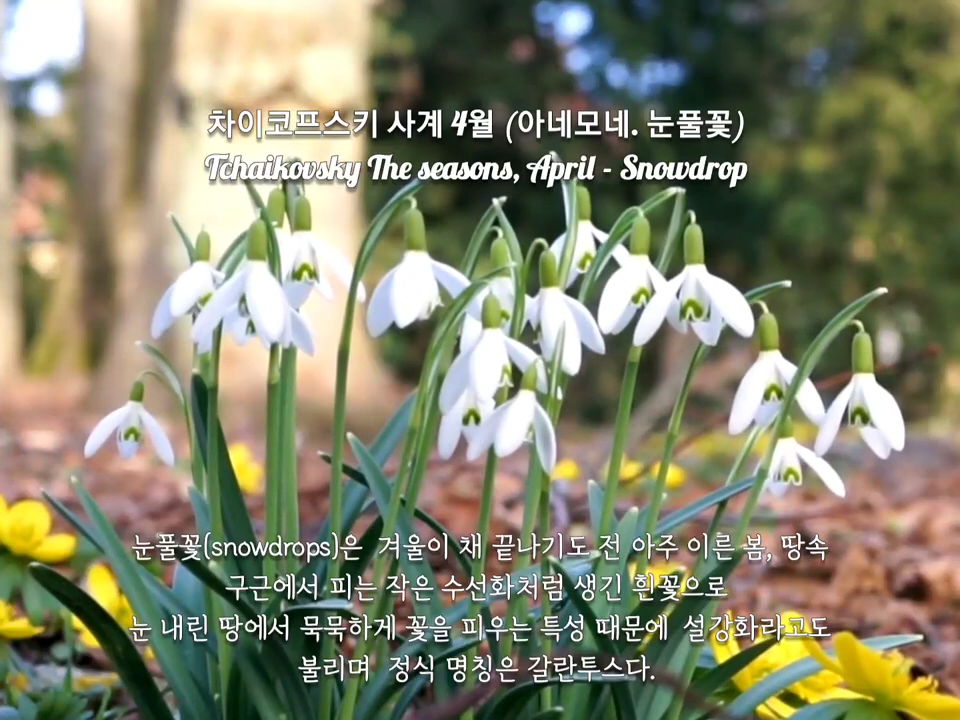 차이코프스키 사계 4월 (아네모네. 눈풀꽃)
Tchaikovsky The seasons, April - Snowdrop
눈풀꽃(snowdrops)은 겨울이 채 끝나기도 전 아주 이른 봄, 땅속
구근에서 피는 작은 수선화처럼 생긴 흰꽃으로
눈 내린 땅에서 묵묵하게 꽃을 피우는 특성 때문에 설강화라고도
불리며 정식 명칭은 갈란투스다.